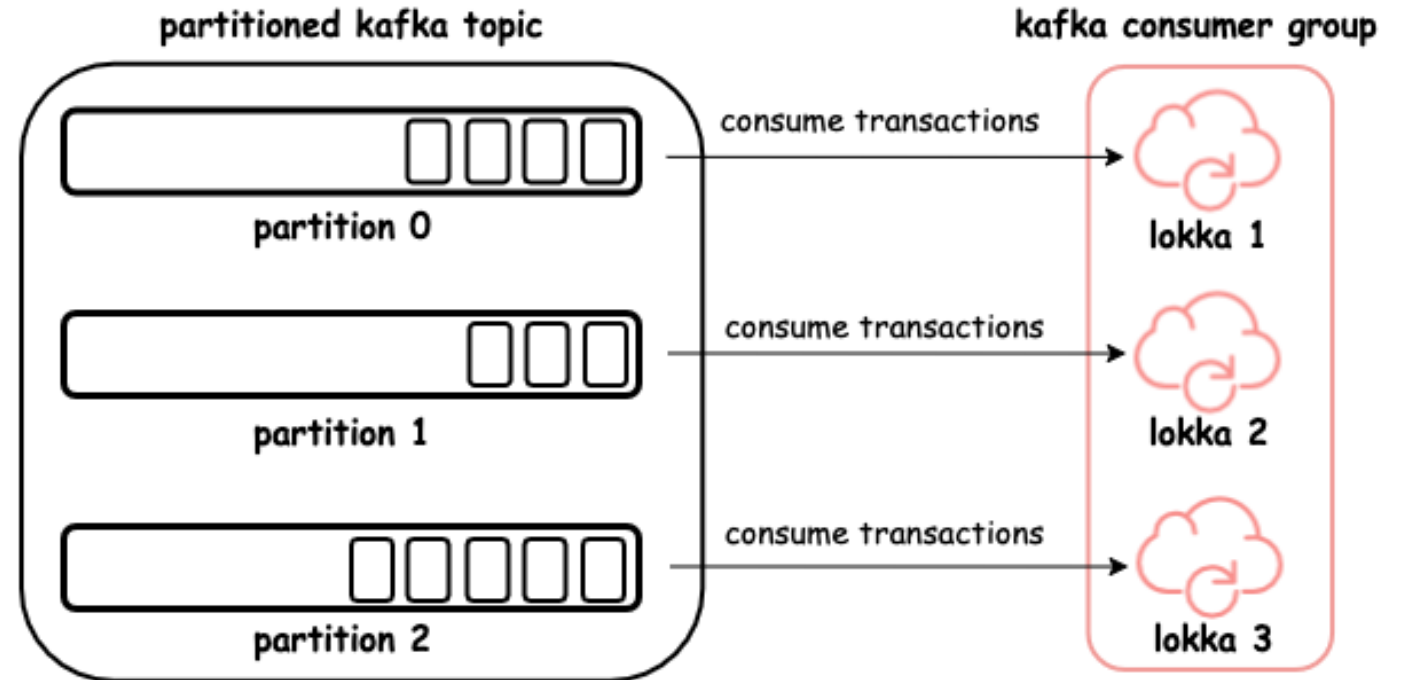 partitioned kafka topic
kafka consumer group
consume transactions
partition 0
lokka 1
consume transactions
partition 1
lokka 2
consume transactions
partition 2
lokka 3